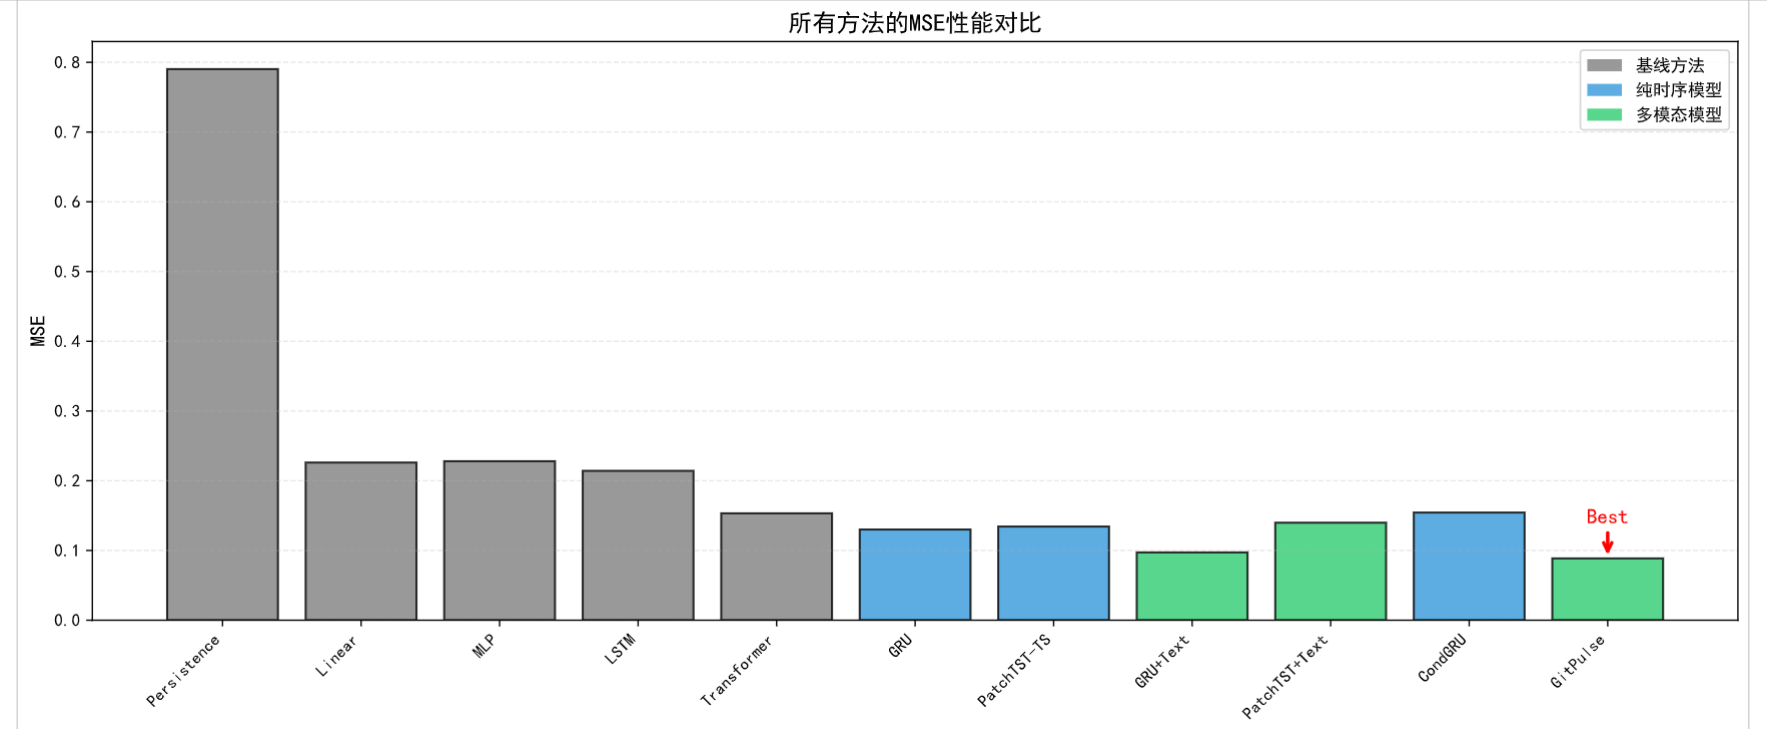 所有方法的MSE性能对比
基线方法
纯时序模型
多模态模型
MSE
0.8
0.7
0.6
0.5
0.4
0.3
0.2
0.1
0.0
Best
Persistence
Linear
MLP
LSTM
Transformer
GRU
PatchTST-TS
GRU+Text
PatchTST+Text
CondGRU
GitPulse